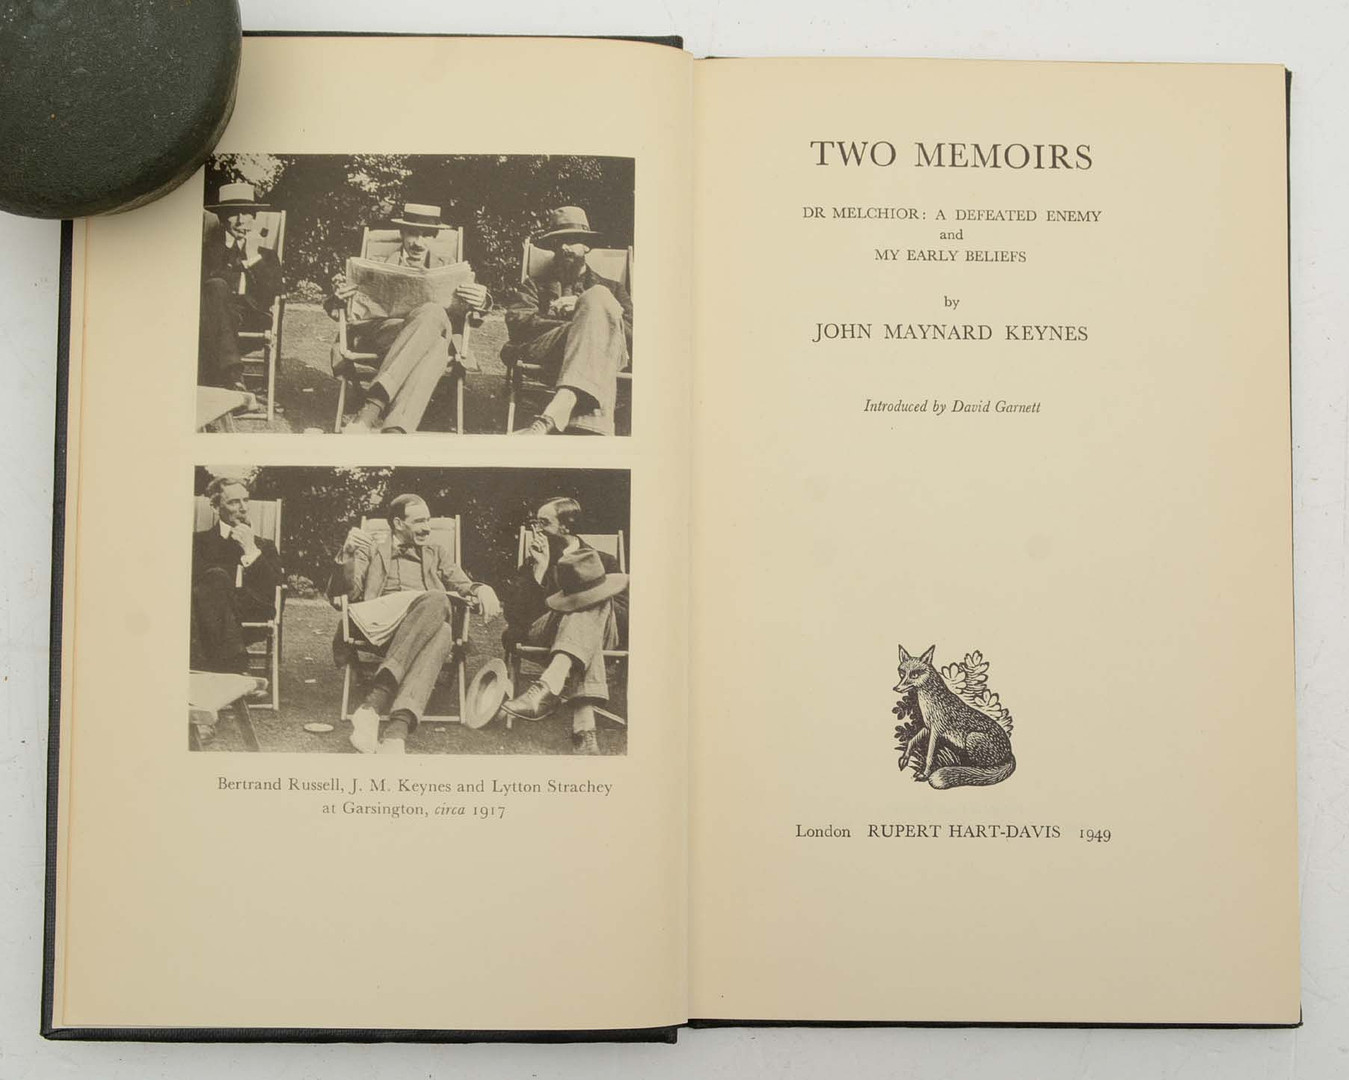 Bertrand Russell, J. M. Keynes and Lytton Strachey
at Garsington, circa 1917
TWO MEMOIRS
DR MELCHIOR: A DEFEATED ENEMY
and
MY EARLY BELIEFS
by
JOHN MAYNARD KEYNES
Introduced by David Garnett
London RUPERT HART-DAVIS 1949